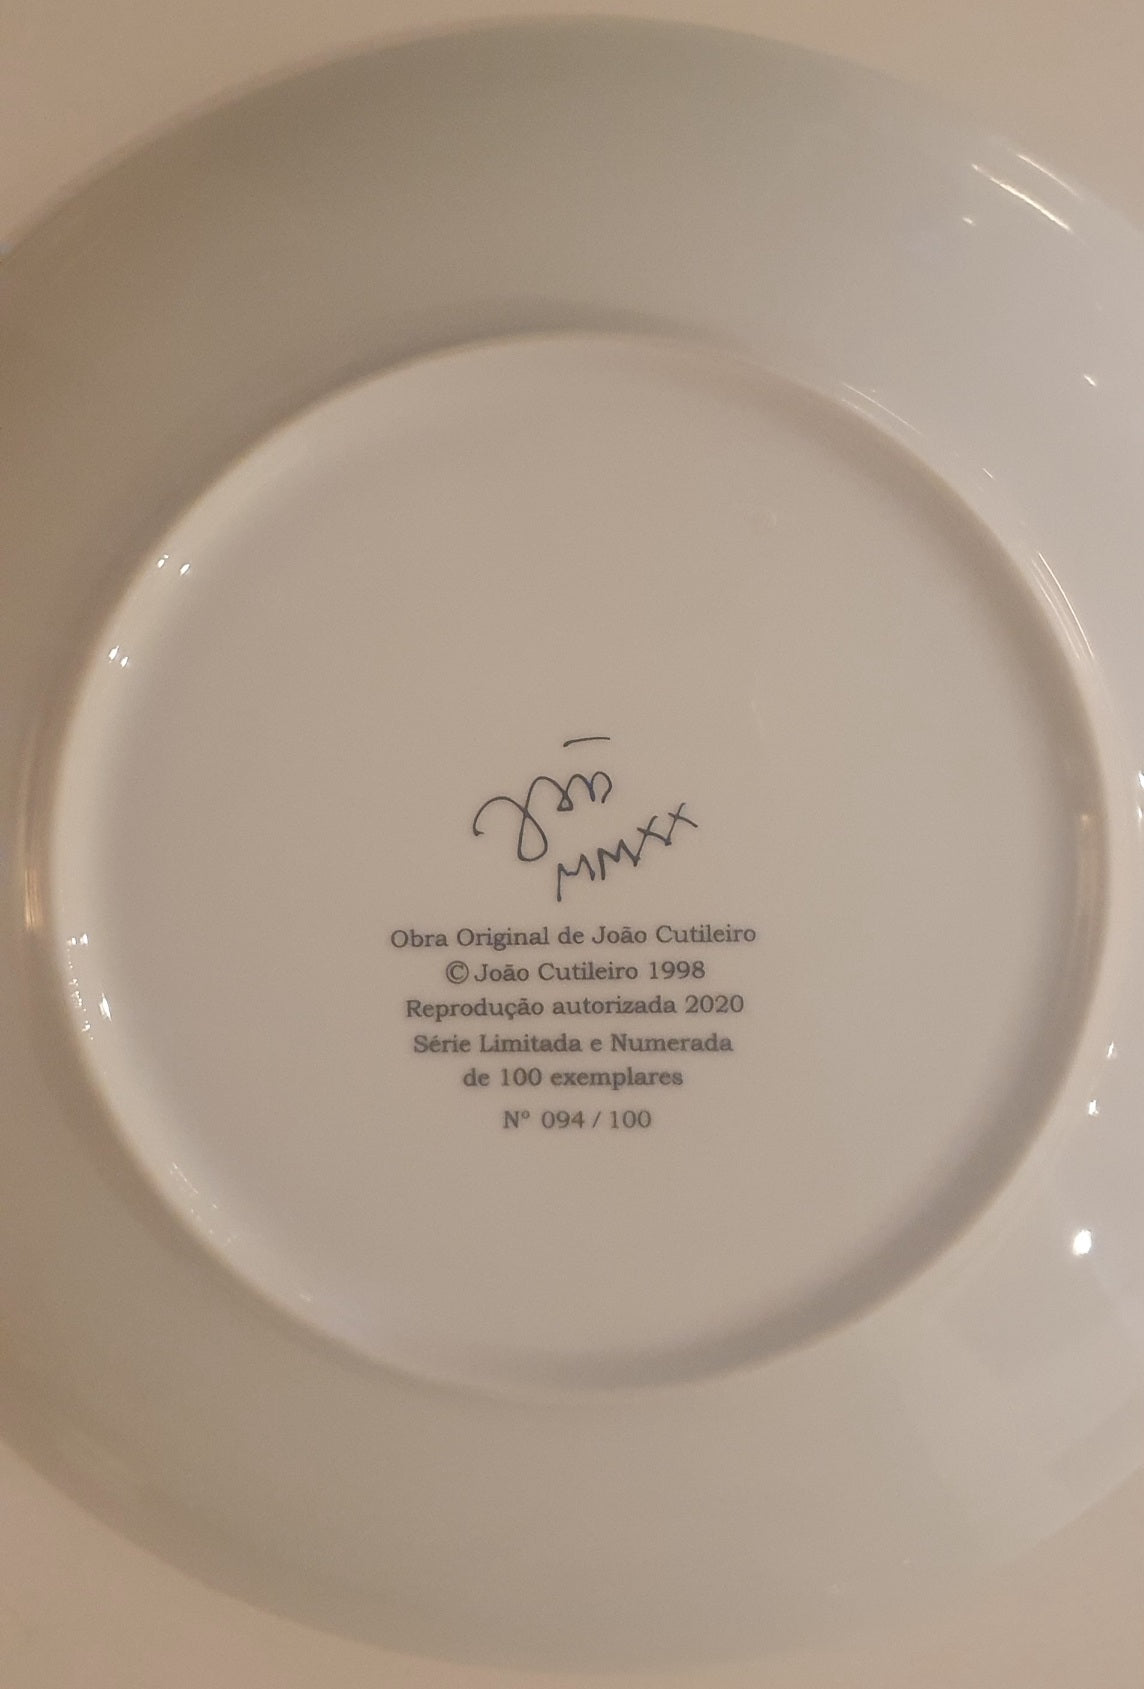 João
MMXX
Obra Original de João Cutileiro
© João Cutileiro 1998
Reprodução autorizada 2020
Série Limitada e Numerada
de 100 exemplares
Nº 094 / 100